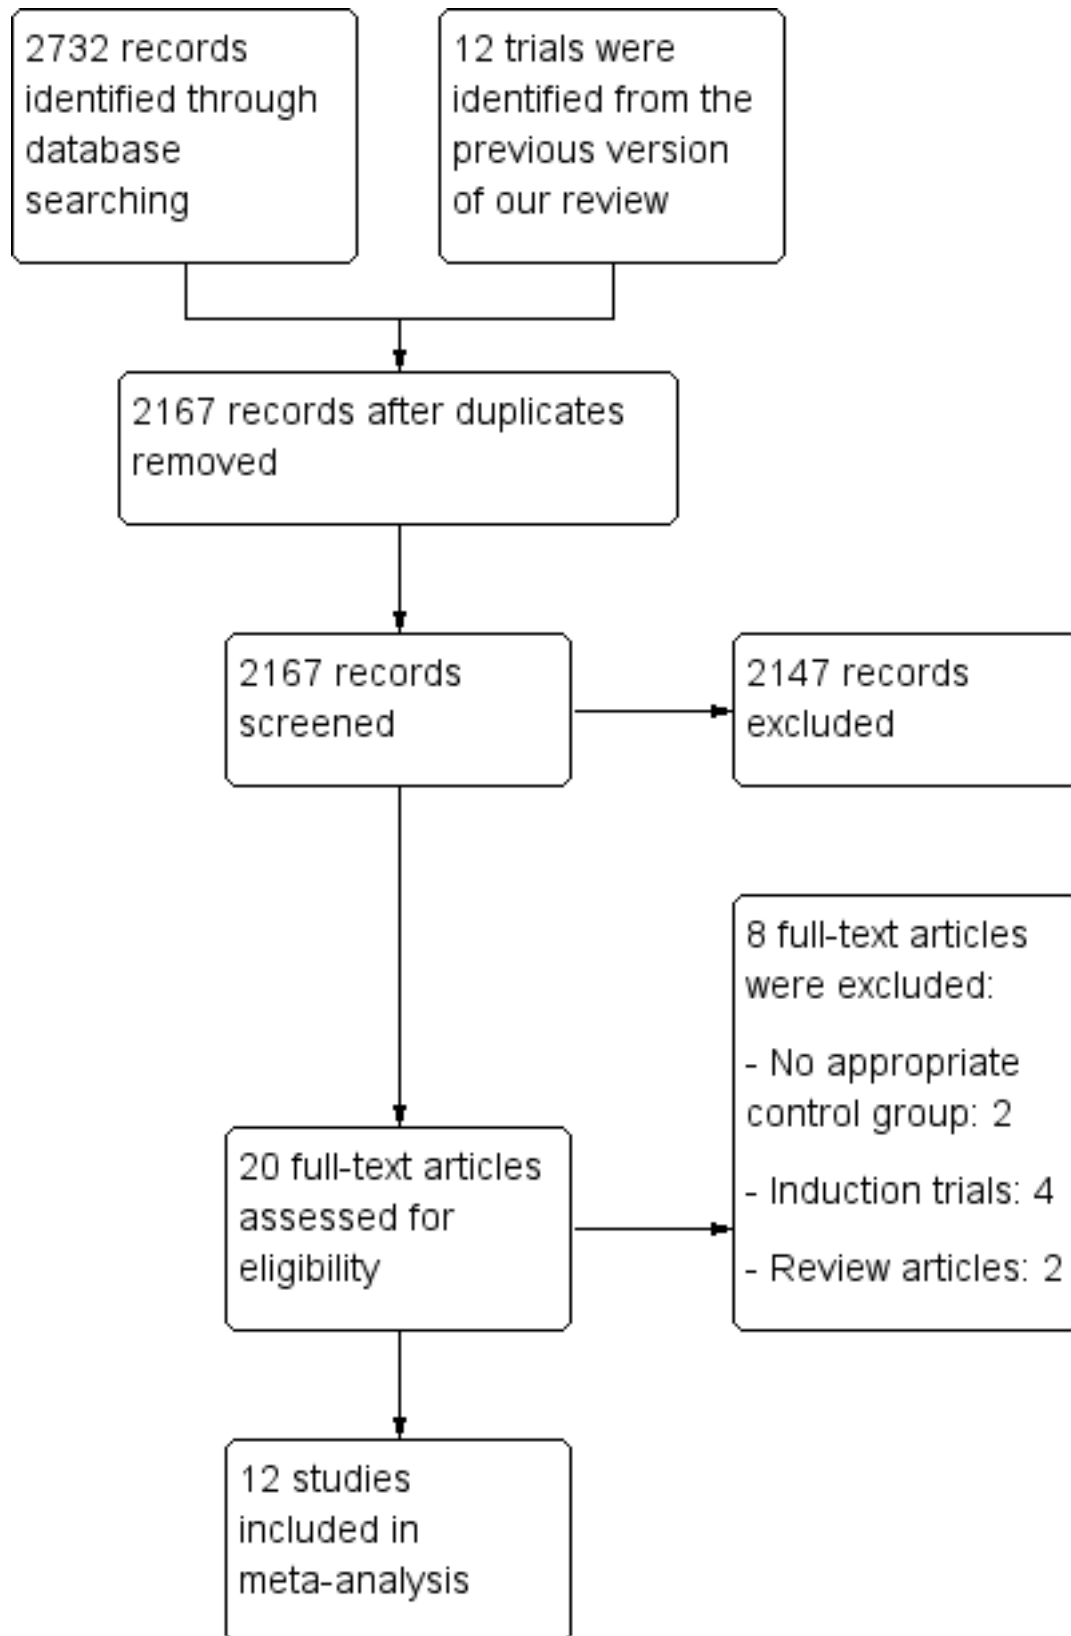 2732 records
identified through
database
searching
12 trials were
identified from the
previous version
of our review
2167 records after duplicates
removed
2167 records
screened
2147 records
excluded
8 full-text articles
were excluded:
- No appropriate
control group: 2
- Induction trials: 4
- Review articles: 2
20 full-text articles
assessed for
eligibility
12 studies
included in
meta-analysis